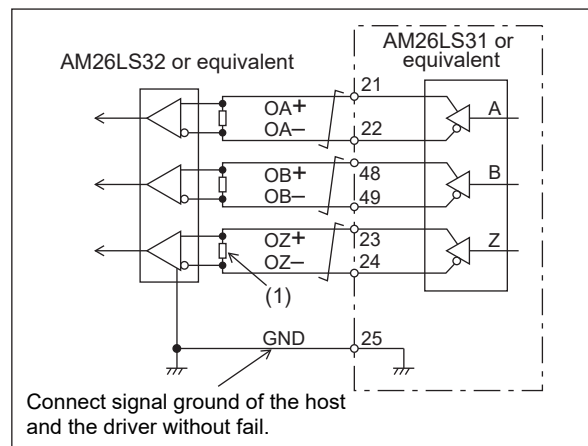 AM26LS31 or
equivalent
AM26LS32 or equivalent
21
OA+
A
OA−
22
OB+
48
B
OB−
49
OZ+
23
Z
OZ−
24
(1)
GND
25
Connect signal ground of the host
and the driver without fail.